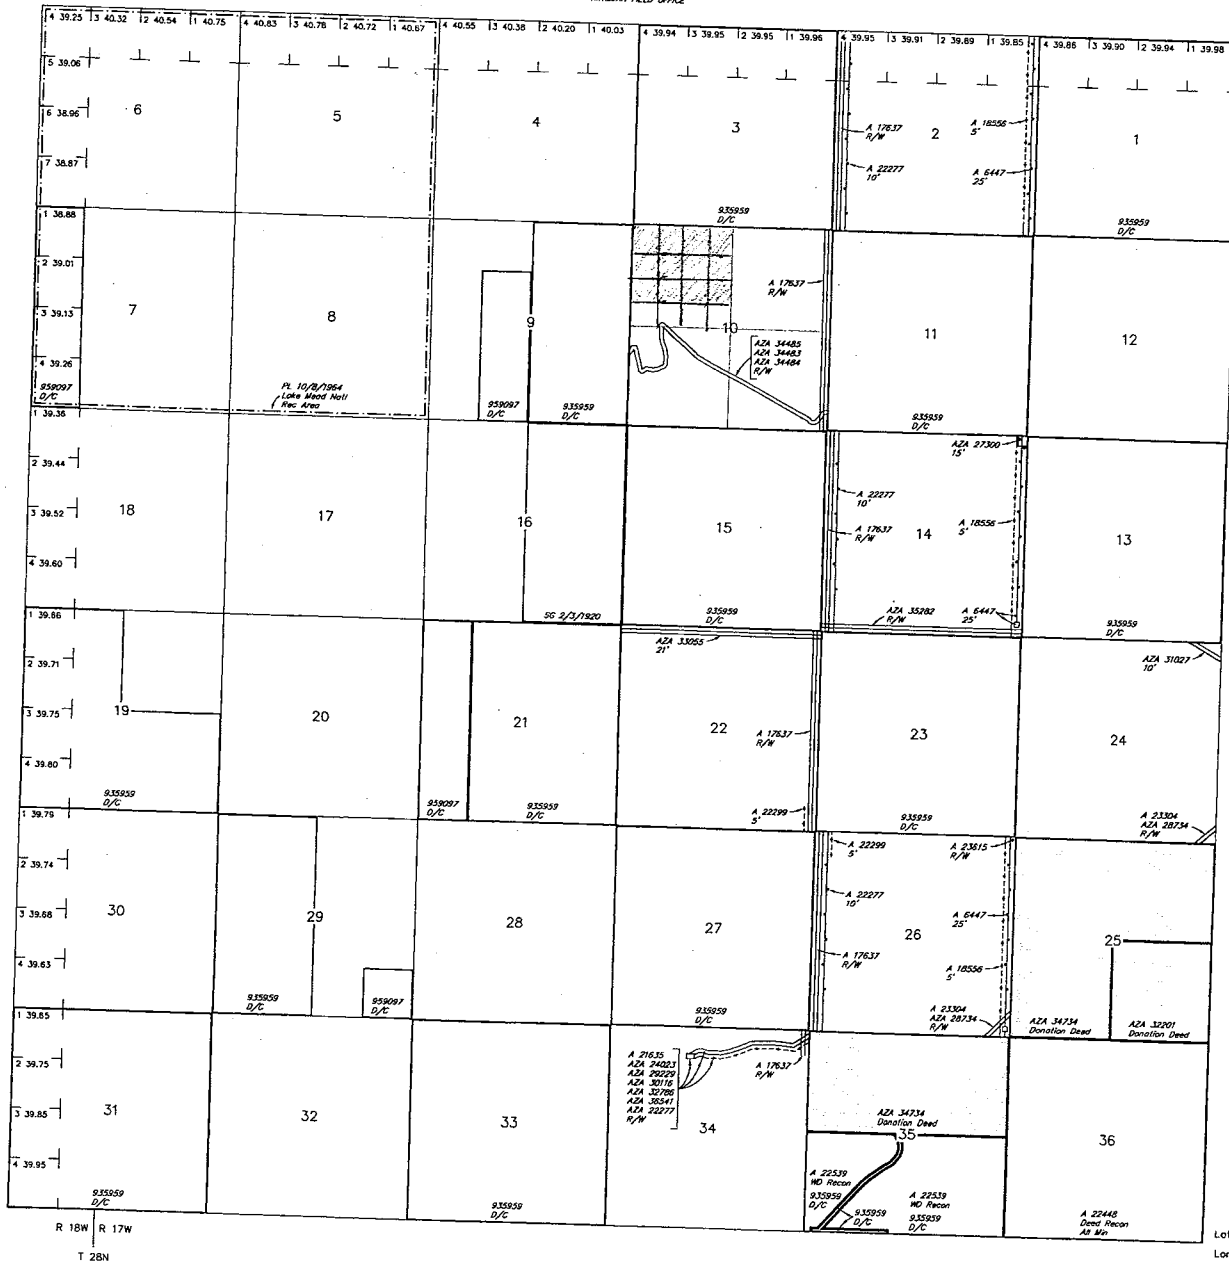 4 39.25 3 40.32 2 40.54 1 40.75 4 40.83 3 40.78 2 40.72 1 40.67 4 40.55 3 40.38 2 40.20 1 40.03 4 39.94 3 39.95 2 39.95 1 39.96 4 39.95 3 39.91 2 39.89 1 39.85 4 39.86 3 39.90 2 39.94 1 39.98
5 39.06
6 38.96
7 38.87
6
5
4
3
A 17637
R/W
2
A 18556
5'
A 22277
10'
A 6447
25'
1
935959
D/C
935959
D/C
1 38.88
2 39.01
3 39.13
4 39.26
959097
D/C
7
8
PL 10/8/1964
Lake Mead Natl
Rec Area
9
959097
D/C
935959
D/C
10
A 17637
R/W
AZA 34485
AZA 34483
AZA 34484
R/W
11
935959
D/C
12
1 39.36
2 39.44
3 39.52
4 39.60
18
17
16
SG 2/3/1920
15
935959
D/C
A 22277
10'
A 17637
R/W
14
AZA 27300
15'
A 18556
5'
AZA 35282
R/W
A 6447
25'
13
935959
D/C
1 39.66
2 39.71
3 39.75
4 39.80
19
935959
D/C
20
21
959097
D/C
935959
D/C
AZA 33055
21'
22
A 17637
R/W
A 22299
5'
23
935959
D/C
AZA 31027
10'
24
A 23304
AZA 28734
R/W
1 39.79
2 39.74
3 39.68
4 39.63
30
29
935959
D/C
959097
D/C
28
27
935959
D/C
A 22299
5'
A 22277
10'
A 17637
R/W
26
A 23615
R/W
A 6447
25'
A 18556
5'
A 23304
AZA 28734
R/W
25
AZA 34734
Donation Deed
AZA 32201
Donation Deed
1 39.85
2 39.75
3 39.85
4 39.95
31
935959
D/C
32
33
935959
D/C
A 21635
AZA 24023
AZA 29229
AZA 30116
AZA 32786
AZA 36541
AZA 22277
R/W
A 17637
R/W
34
AZA 34734
Donation Deed
35
A 22539
WD Recon
935959
D/C
935959
D/C
A 22539
WD Recon
935959
D/C
36
A 22448
Deed Recon
All Min
R 18W R 17W
T 28N